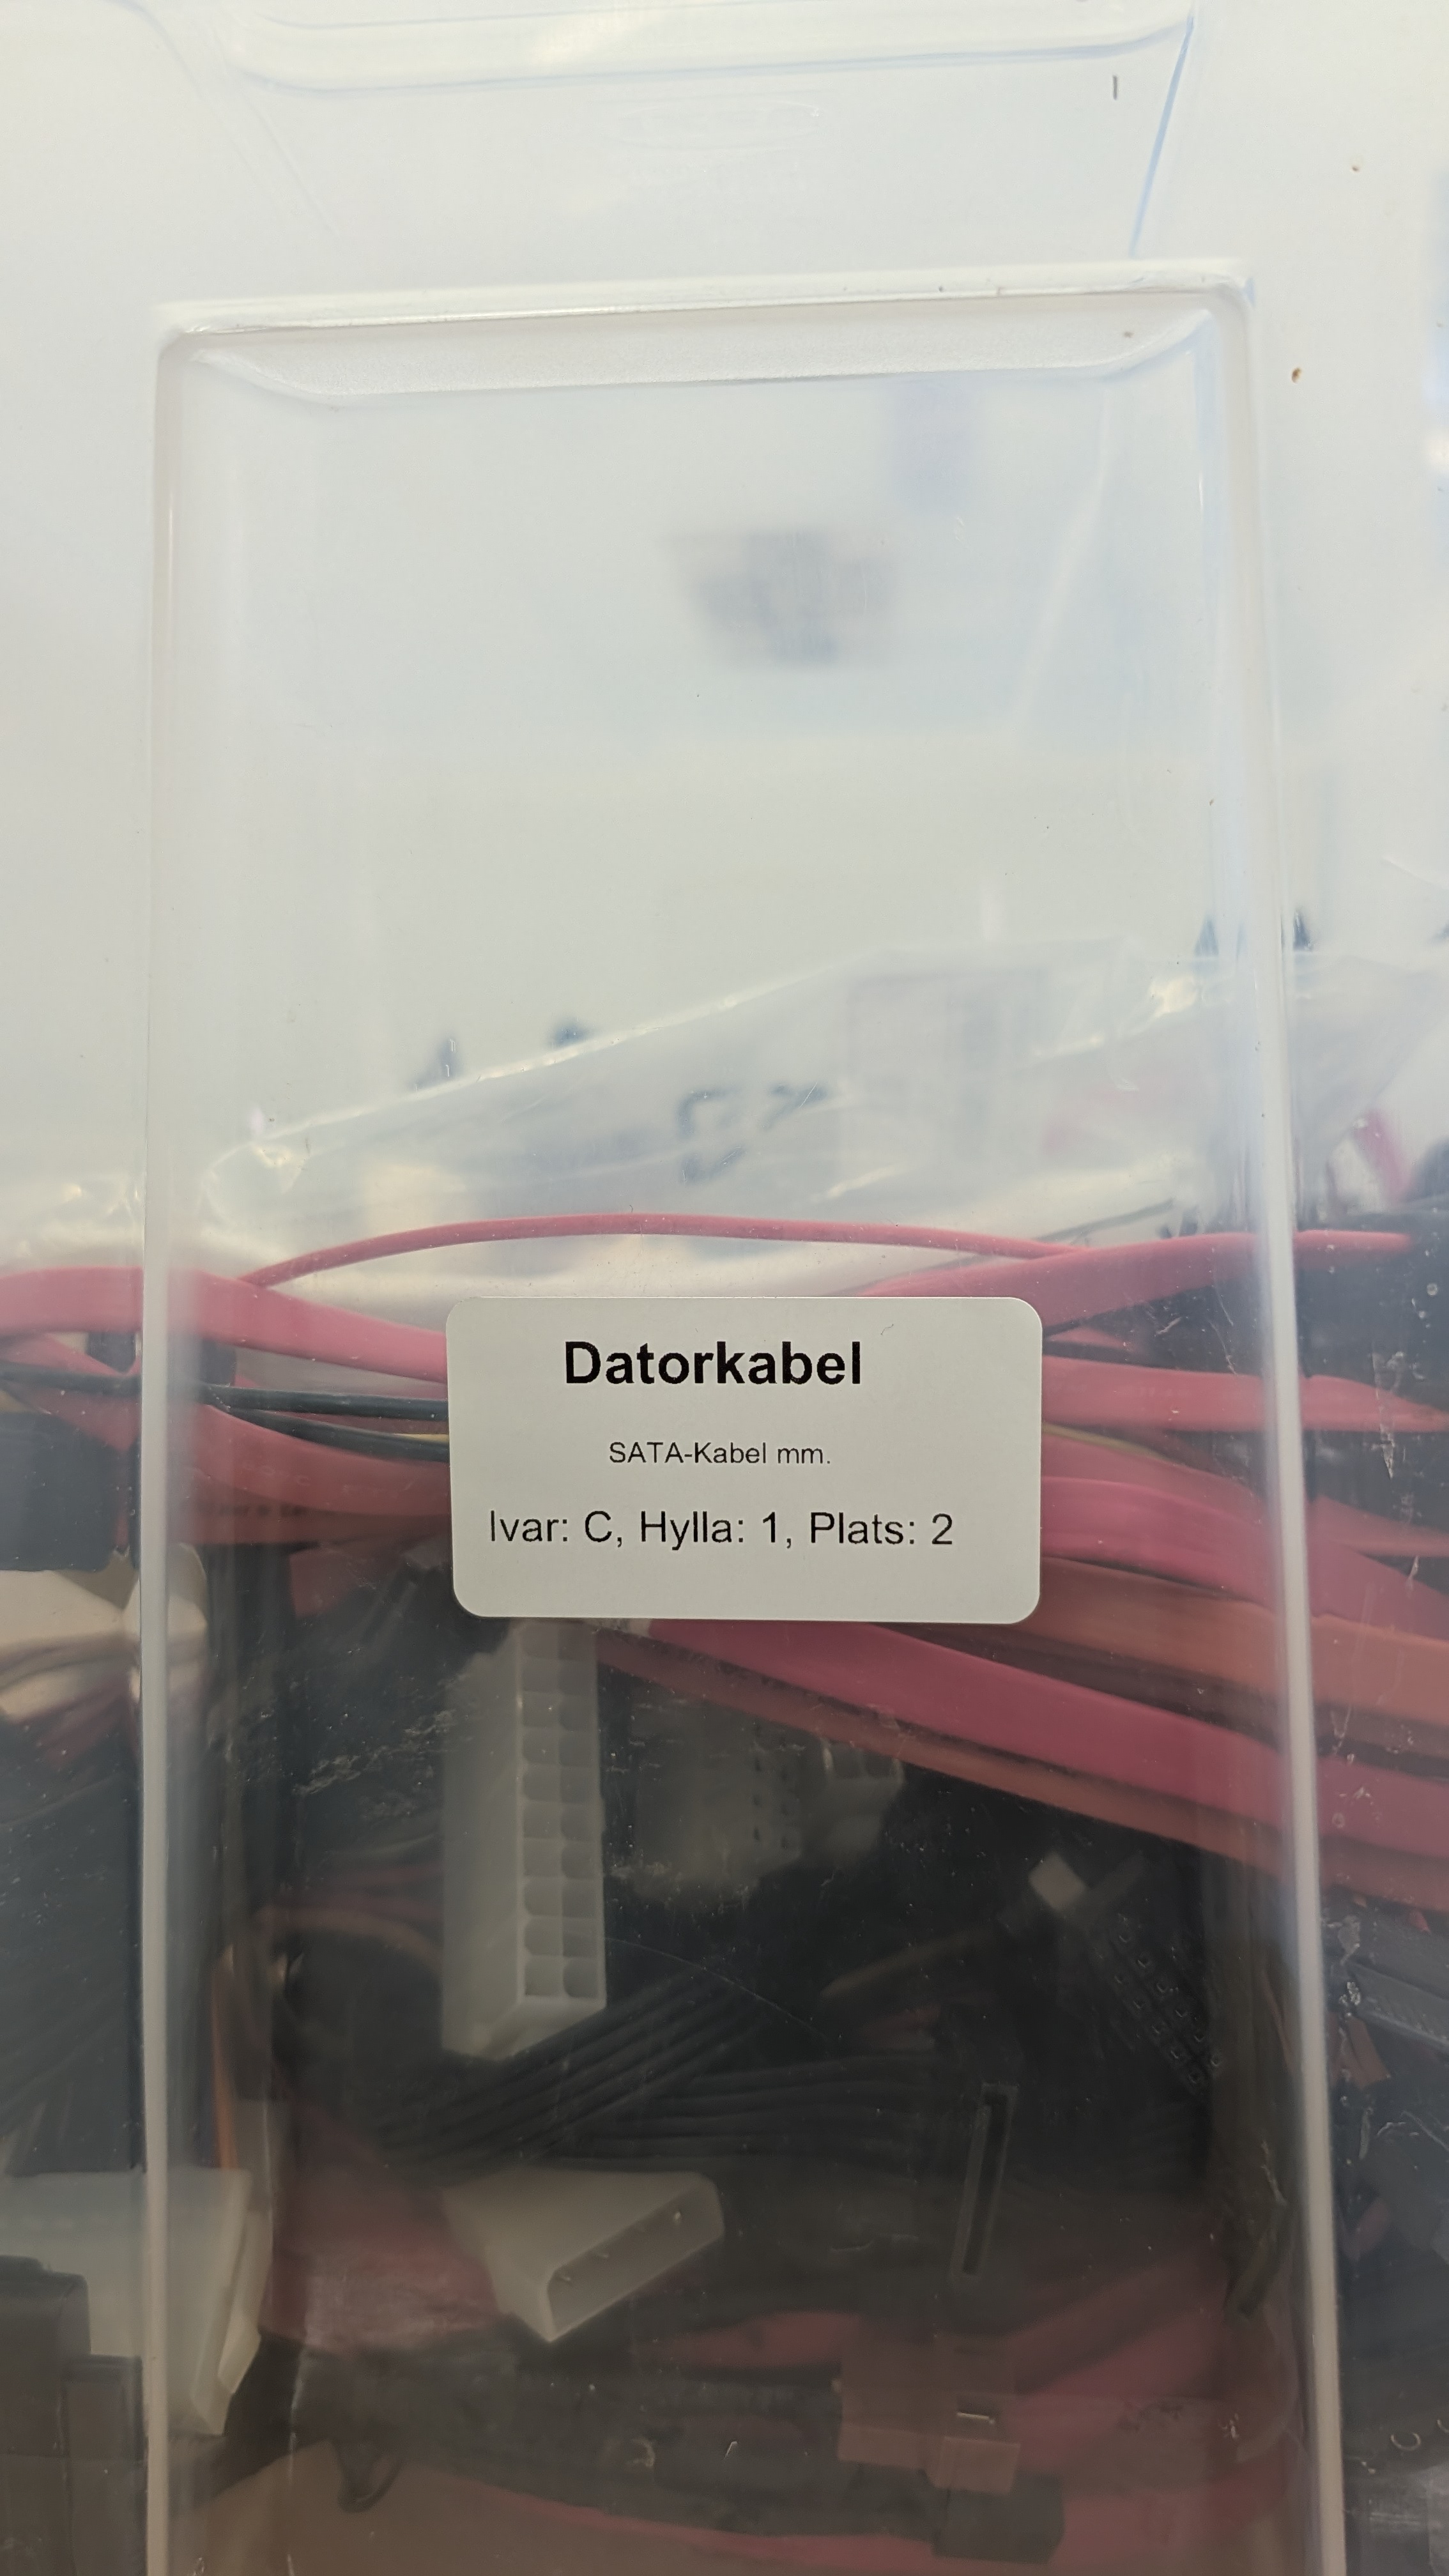 Datorkabel
SATA-Kabel mm.
Ivar: C, Hylla: 1, Plats: 2